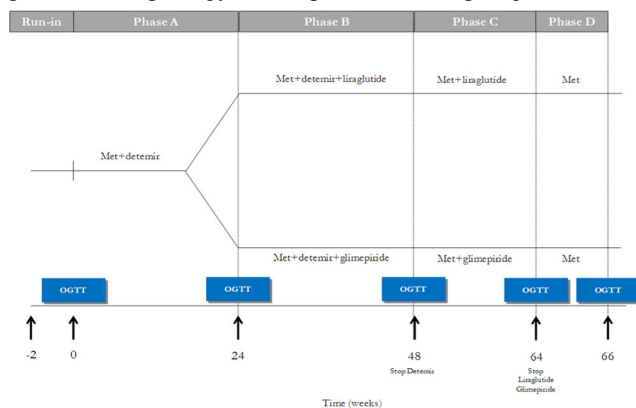 Run-in Phase A Phase B Phase C Phase D
Met+detemir+liraglutide Met+liraglutide Met
Met+detemir
Met+detemir+glimepiride Met+glimepiride Met
OGTT OGTT OGTT OGTT OGTT
-2 0 24 48 64 66
Stop Detemir Stop
Liraglutide
Glimepiride
Time (weeks)